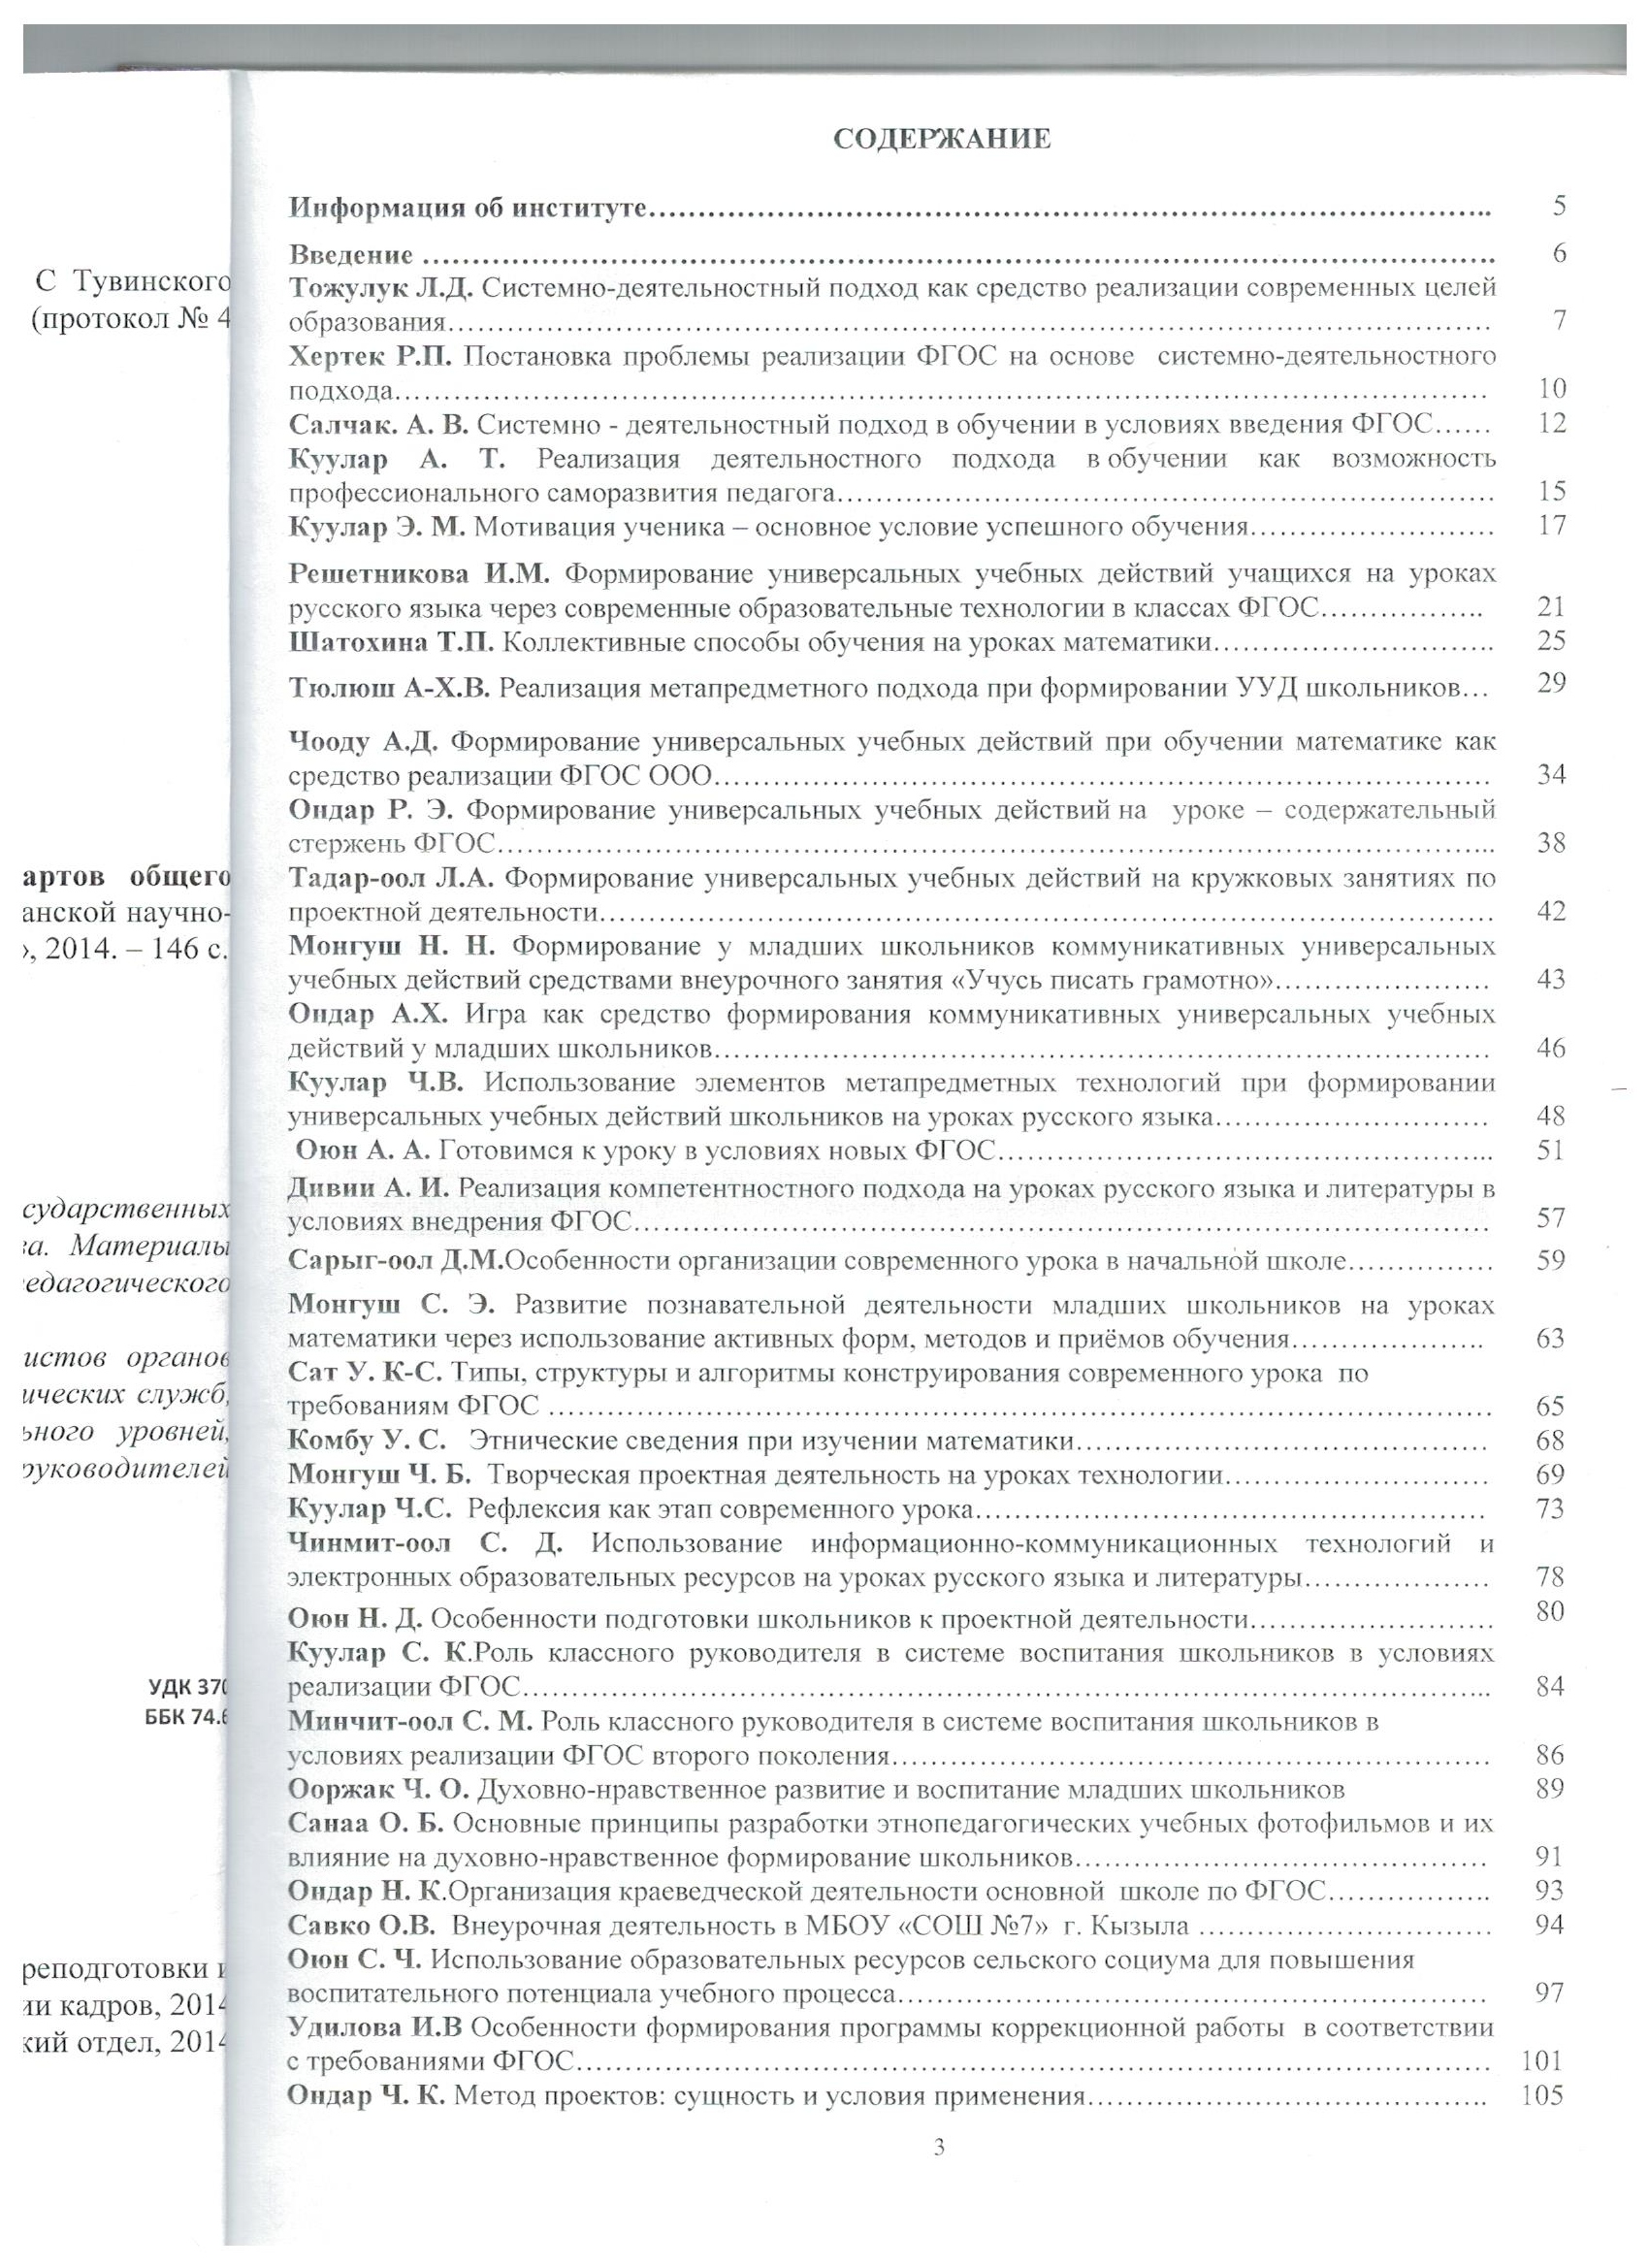 С Тувинского
(протокол № 4
артов общего
анской научно-
», 2014. – 146 с.
сударственных
а. Материалы
едагогического
истов органов
ических служб,
ьного уровней,
руководителей
УДК 370
ББК 74.6
реподготовки и
ии кадров, 2014
кий отдел, 2014
СОДЕРЖАНИЕ
Информация об институте…………………………………………………………………………….. 5
Введение …………………………………………………………………………………………….. 6
Тожулук Л.Д. Системно-деятельностный подход как средство реализации современных целей
образования…………………………………………………………………………………………… 7
Хертек Р.П. Постановка проблемы реализации ФГОС на основе системно-деятельностного
подхода……………………………………………………………………………………………….. 10
Салчак. А. В. Системно - деятельностный подход в обучении в условиях введения ФГОС…… 12
Куулар А. Т. Реализация деятельностного подхода в обучении как возможность
профессионального саморазвития педагога………………………………………………………… 15
Куулар Э. М. Мотивация ученика – основное условие успешного обучения…………………… 17
Решетникова И.М. Формирование универсальных учебных действий учащихся на уроках
русского языка через современные образовательные технологии в классах ФГОС……………. 21
Шатохина Т.П. Коллективные способы обучения на уроках математики………………………. 25
Тюлюш А-Х.В. Реализация метапредметного подхода при формировании УУД школьников… 29
Чооду А.Д. Формирование универсальных учебных действий при обучении математике как
средство реализации ФГОС ООО…………………………………………………………………… 34
Ондар Р. Э. Формирование универсальных учебных действий на уроке – содержательный
стержень ФГОС……………………………………………………………………………………... 38
Тадар-оол Л.А. Формирование универсальных учебных действий на кружковых занятиях по
проектной деятельности……………………………………………………………………………… 42
Монгуш Н. Н. Формирование у младших школьников коммуникативных универсальных
учебных действий средствами внеурочного занятия «Учусь писать грамотно»………………… 43
Ондар А.Х. Игра как средство формирования коммуникативных универсальных учебных
действий у младших школьников…………………………………………………………………… 46
Куулар Ч.В. Использование элементов метапредметных технологий при формировании
универсальных учебных действий школьников на уроках русского языка……………………… 48
Оюн А. А. Готовимся к уроку в условиях новых ФГОС…………………………………………... 51
Дивии А. И. Реализация компетентностного подхода на уроках русского языка и литературы в
условиях внедрения ФГОС…………………………………………………………………………… 57
Сарыг-оол Д.М.Особенности организации современного урока в начальной школе…………… 59
Монгуш С. Э. Развитие познавательной деятельности младших школьников на уроках
математики через использование активных форм, методов и приёмов обучения………………. 63
Сат У. К-С. Типы, структуры и алгоритмы конструирования современного урока по
требованиям ФГОС …………………………………………………………………………………… 65
Комбу У. С. Этнические сведения при изучении математики…………………………………… 68
Монгуш Ч. Б. Творческая проектная деятельность на уроках технологии……………………… 69
Куулар Ч.С. Рефлексия как этап современного урока……………………………………………… 73
Чинмит-оол С. Д. Использование информационно-коммуникационных технологий и
электронных образовательных ресурсов на уроках русского языка и литературы……………… 78
Оюн Н. Д. Особенности подготовки школьников к проектной деятельности…………………… 80
Куулар С. К.Роль классного руководителя в системе воспитания школьников в условиях
реализации ФГОС…………………………………………………………………………………... 84
Минчит-оол С. М. Роль классного руководителя в системе воспитания школьников в
условиях реализации ФГОС второго поколения…………………………………………………… 86
Ооржак Ч. О. Духовно-нравственное развитие и воспитание младших школьников 89
Санаа О. Б. Основные принципы разработки этнопедагогических учебных фотофильмов и их
влияние на духовно-нравственное формирование школьников…………………………………… 91
Ондар Н. К.Организация краеведческой деятельности основной школе по ФГОС……………. 93
Савко О.В. Внеурочная деятельность в МБОУ «СОШ №7» г. Кызыла ………………………… 94
Оюн С. Ч. Использование образовательных ресурсов сельского социума для повышения
воспитательного потенциала учебного процесса…………………………………………………… 97
Удилова И.В Особенности формирования программы коррекционной работы в соответствии
с требованиями ФГОС………………………………………………………………………………… 101
Ондар Ч. К. Метод проектов: сущность и условия применения…………………………………. 105
3